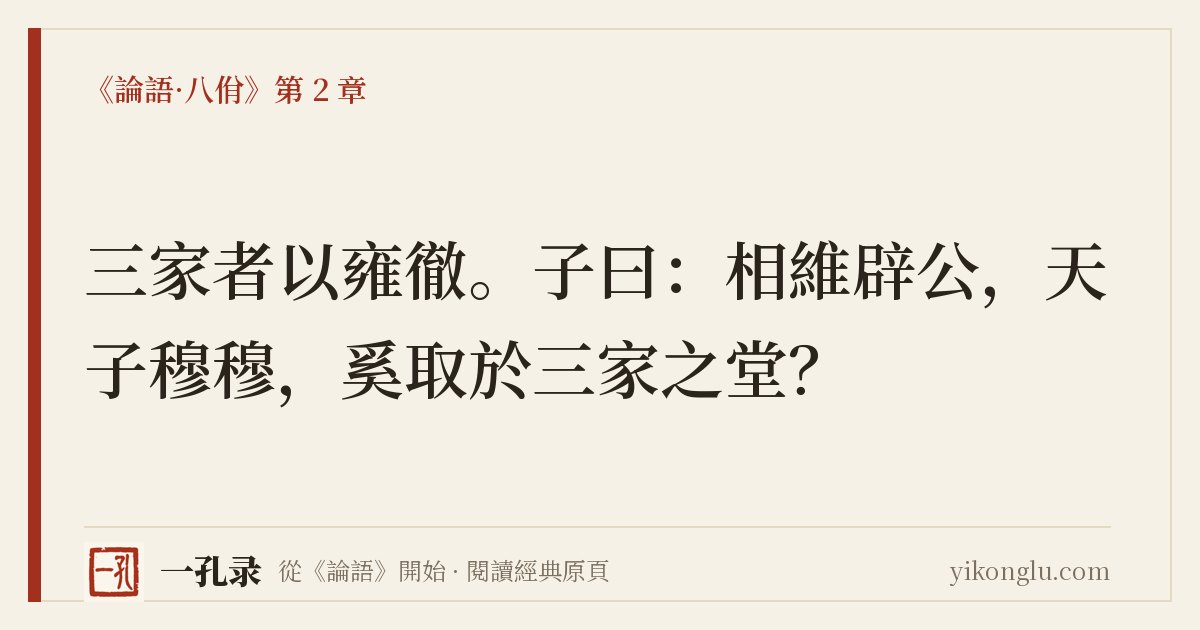 《論語·八佾》第 2 章
三家者以雍徹。子曰：相維辟公，天
子穆穆，奚取於三家之堂？
一孔
一孔录 從《論語》開始 · 閱讀經典原頁
yikonglu.com